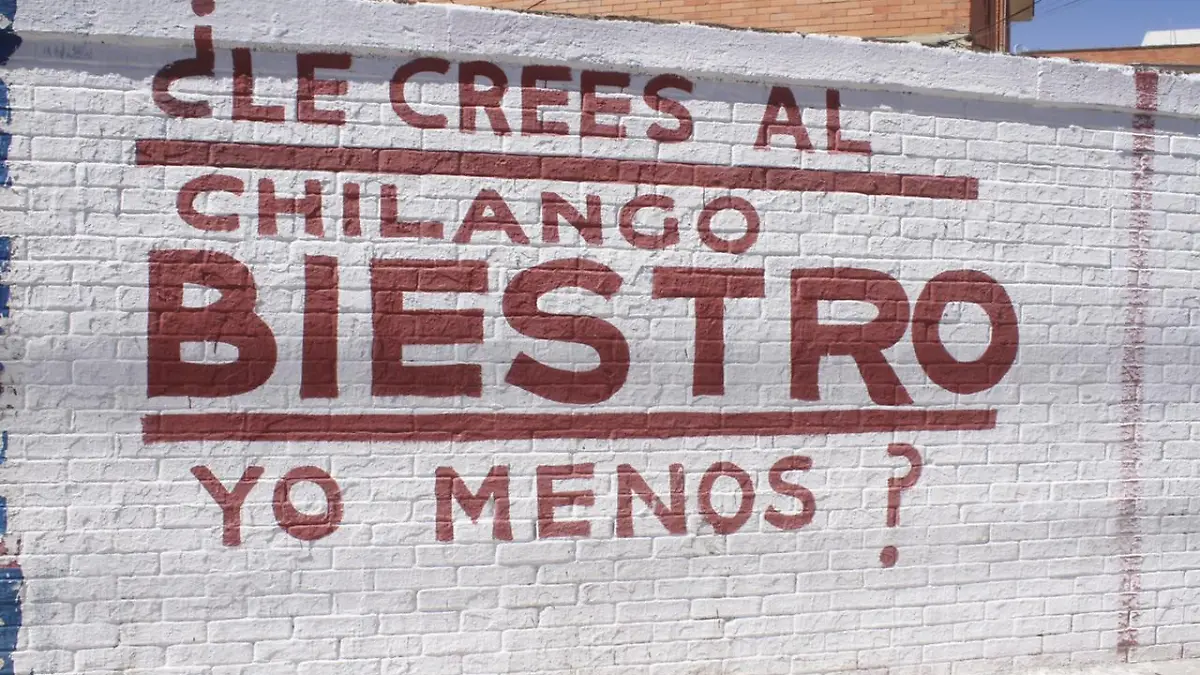 ¿LE CREES AL
CHILANGO
BIESTRO
YO MENOS?